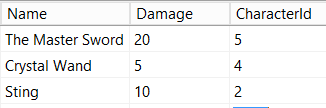 Name Damage CharacterId
The Master Sword 20 5
Crystal Wand 5 4
Sting 10 2